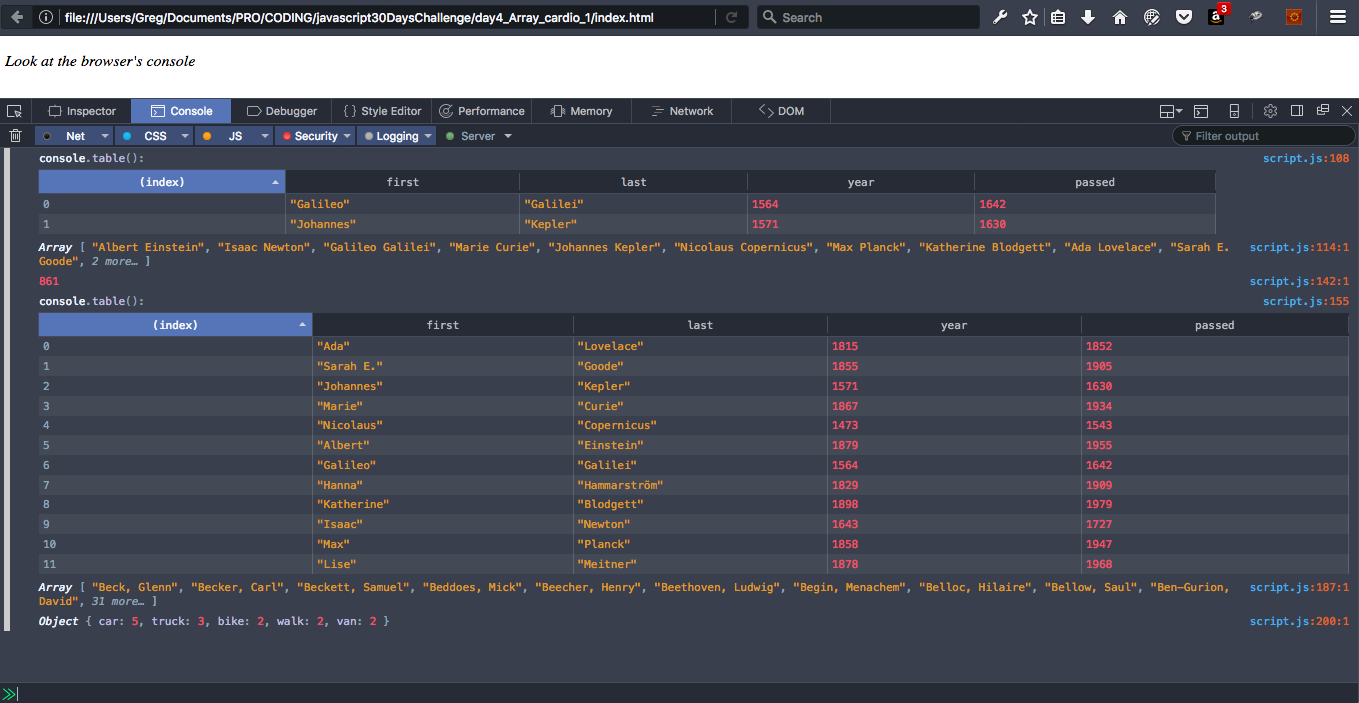 file:///Users/Greg/Documents/PRO/CODING/javascript30DaysChallenge/day4_Array_cardio_1/index.html Search 3
Look at the browser's console
Inspector Console Debugger { } Style Editor Performance Memory Network DOM
Net CSS JS Security Logging Server Filter output
console.table(): script.js:108
(index) first last year passed
0 "Galileo" "Galilei" 1564 1642
1 "Johannes" "Kepler" 1571 1630
Array [ "Albert Einstein", "Isaac Newton", "Galileo Galilei", "Marie Curie", "Johannes Kepler", "Nicolaus Copernicus", "Max Planck", "Katherine Blodgett", "Ada Lovelace", "Sarah E. script.js:114:1
Goode", 2 more… ]
861 script.js:142:1
console.table(): script.js:155
(index) first last year passed
0 "Ada" "Lovelace" 1815 1852
1 "Sarah E." "Goode" 1855 1905
2 "Johannes" "Kepler" 1571 1630
3 "Marie" "Curie" 1867 1934
4 "Nicolaus" "Copernicus" 1473 1543
5 "Albert" "Einstein" 1879 1955
6 "Galileo" "Galilei" 1564 1642
7 "Hanna" "Hammarström" 1829 1909
8 "Katherine" "Blodgett" 1898 1979
9 "Isaac" "Newton" 1643 1727
10 "Max" "Planck" 1858 1947
11 "Lise" "Meitner" 1878 1968
Array [ "Beck, Glenn", "Becker, Carl", "Beckett, Samuel", "Beddoes, Mick", "Beecher, Henry", "Beethoven, Ludwig", "Begin, Menachem", "Belloc, Hilaire", "Bellow, Saul", "Ben-Gurion, script.js:187:1
David", 31 more… ]
Object { car: 5, truck: 3, bike: 2, walk: 2, van: 2 } script.js:200:1